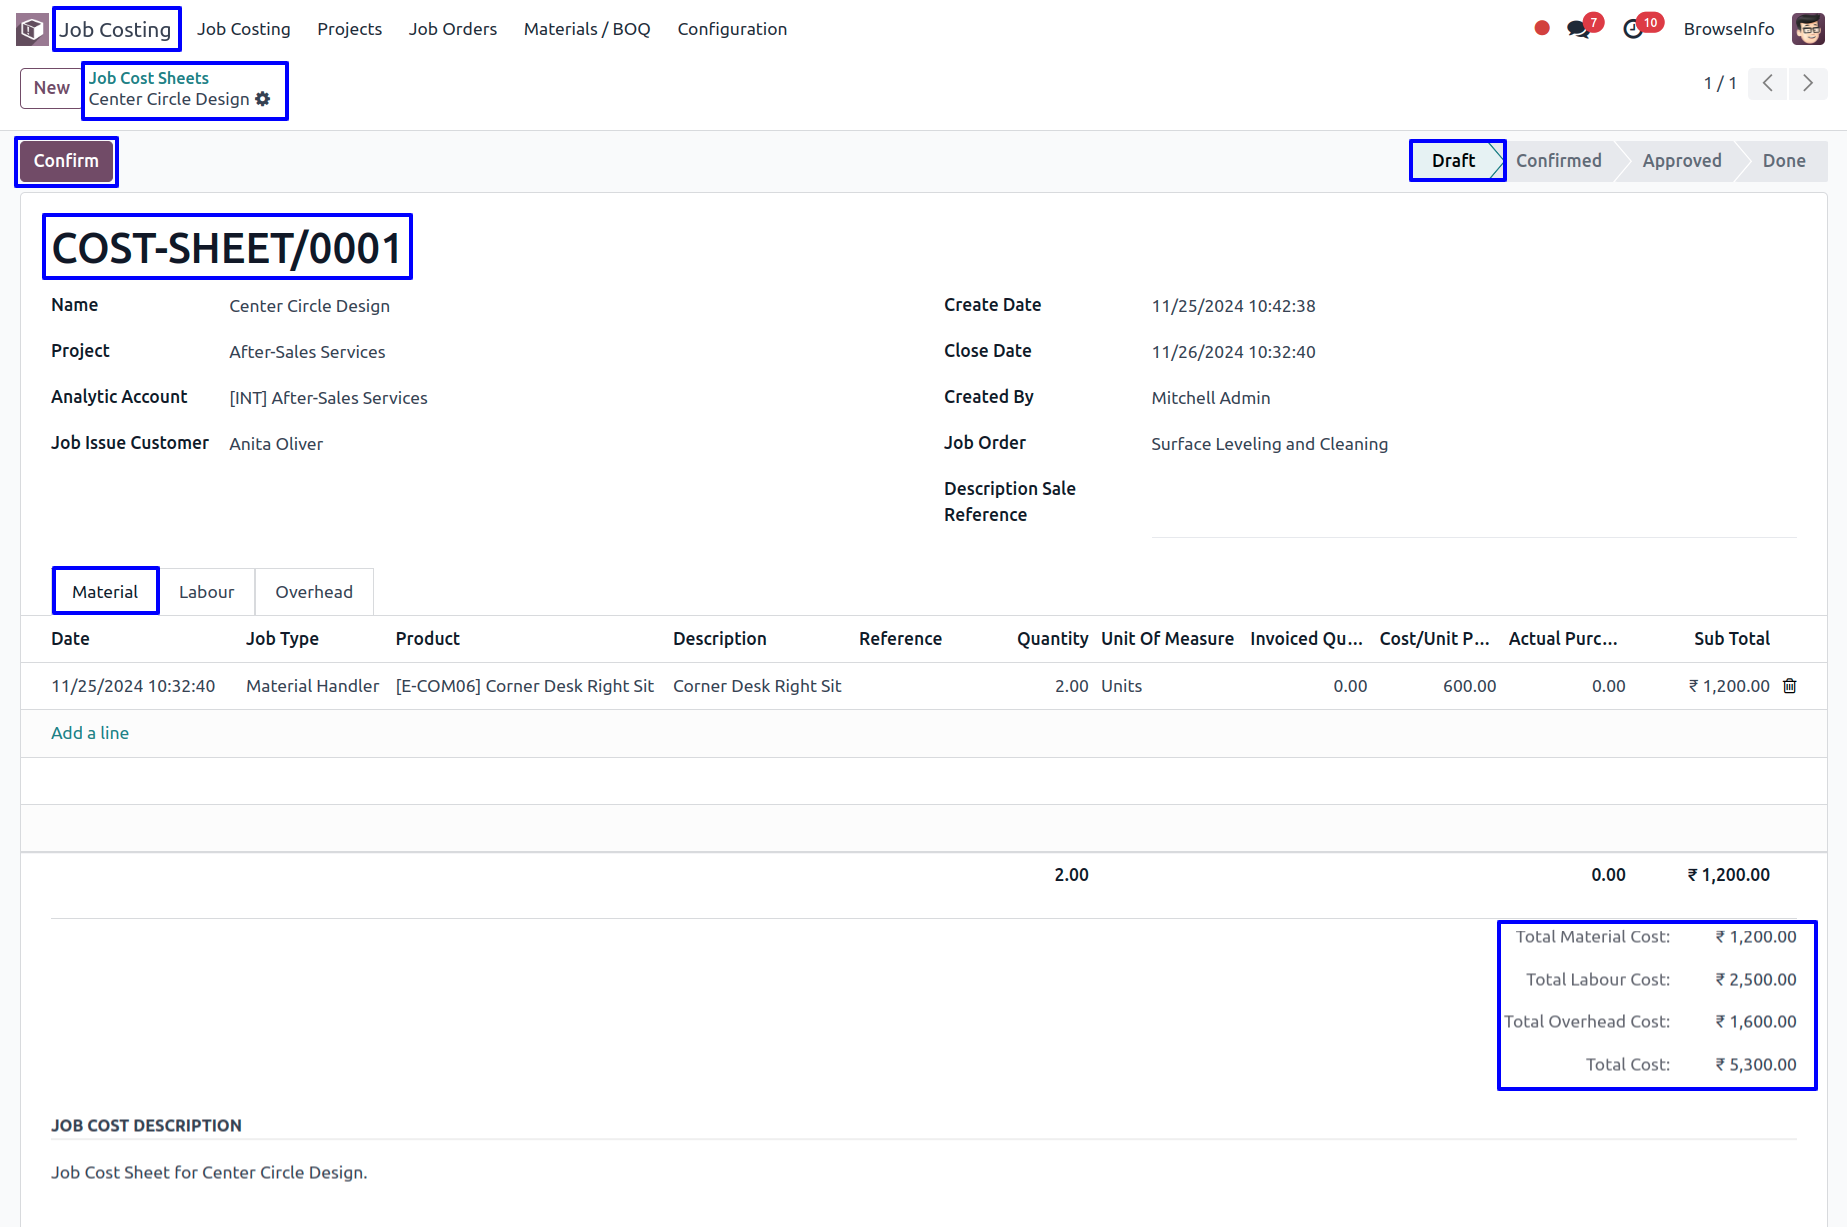 Job Costing Job Costing Projects Job Orders Materials / BOQ Configuration 7 10 BrowseInfo
New Job Cost Sheets 1 / 1
Center Circle Design
Confirm Draft Confirmed Approved Done
COST-SHEET/0001
Name Center Circle Design Create Date 11/25/2024 10:42:38
Project After-Sales Services Close Date 11/26/2024 10:32:40
Analytic Account [INT] After-Sales Services Created By Mitchell Admin
Job Issue Customer Anita Oliver Job Order Surface Leveling and Cleaning
Description Sale
Reference
Material Labour Overhead
Date Job Type Product Description Reference Quantity Unit Of Measure Invoiced Qu... Cost/Unit P... Actual Purc... Sub Total
11/25/2024 10:32:40 Material Handler [E-COM06] Corner Desk Right Sit Corner Desk Right Sit 2.00 Units 0.00 600.00 0.00 ₹ 1,200.00
Add a line
2.00 0.00 ₹ 1,200.00
Total Material Cost: ₹ 1,200.00
Total Labour Cost: ₹ 2,500.00
Total Overhead Cost: ₹ 1,600.00
Total Cost: ₹ 5,300.00
JOB COST DESCRIPTION
Job Cost Sheet for Center Circle Design.